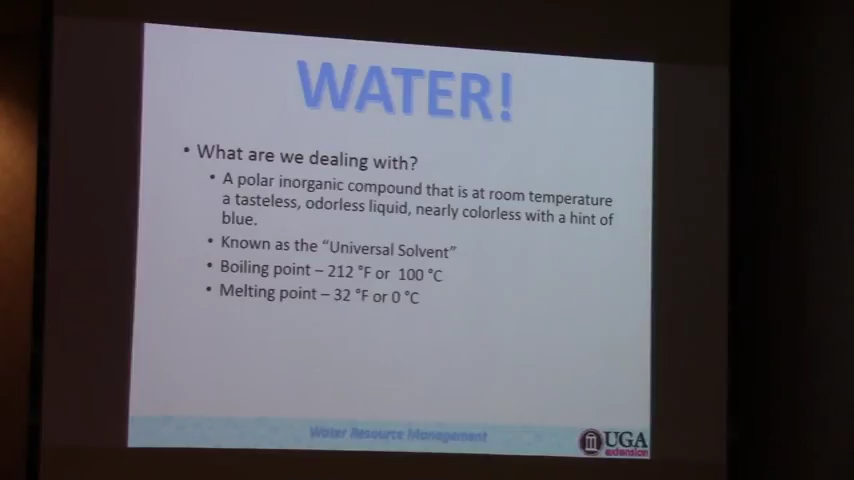 WATER!
• What are we dealing with?
• A polar inorganic compound that is at room temperature
a tasteless, odorless liquid, nearly colorless with a hint of
blue.
• Known as the “Universal Solvent”
• Boiling point – 212 °F or 100 °C
• Melting point – 32 °F or 0 °C
Water Resource Management
UGA
extension